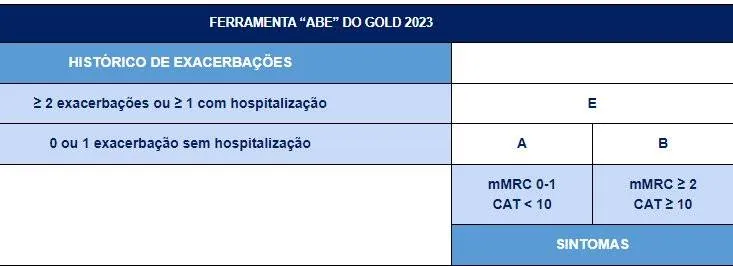 FERRAMENTA “ABE” DO GOLD 2023
HISTÓRICO DE EXACERBAÇÕES
≥ 2 exacerbações ou ≥ 1 com hospitalização
E
0 ou 1 exacerbação sem hospitalização
A
B
mMRC 0-1
CAT < 10
mMRC ≥ 2
CAT ≥ 10
SINTOMAS